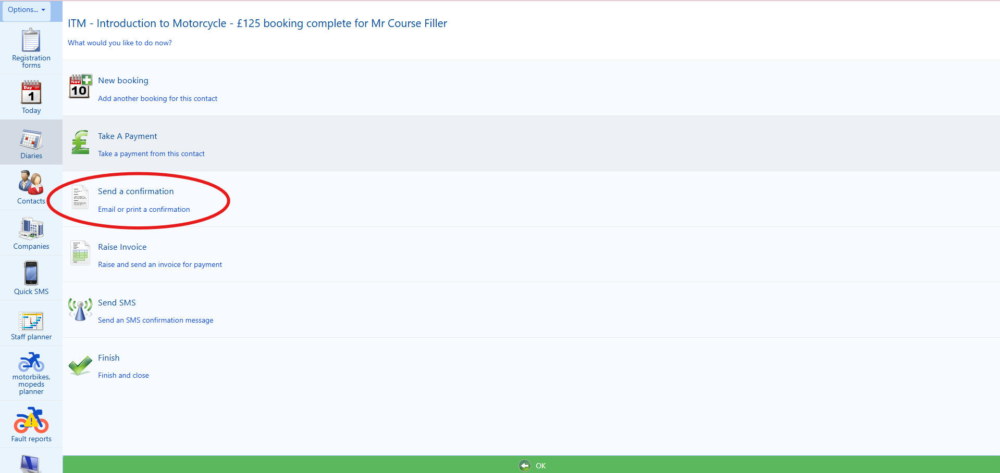 Options...
Registration
forms
Day
1
Today
Diaries
Contacts
Companies
Quick SMS
Staff planner
motorbikes,
mopeds
planner
Fault reports
ITM - Introduction to Motorcycle - £125 booking complete for Mr Course Filler
What would you like to do now?
Nov
10
New booking
Add another booking for this contact
Take A Payment
Take a payment from this contact
Send a confirmation
Email or print a confirmation
Raise Invoice
Raise and send an invoice for payment
Send SMS
Send an SMS confirmation message
Finish
Finish and close
OK